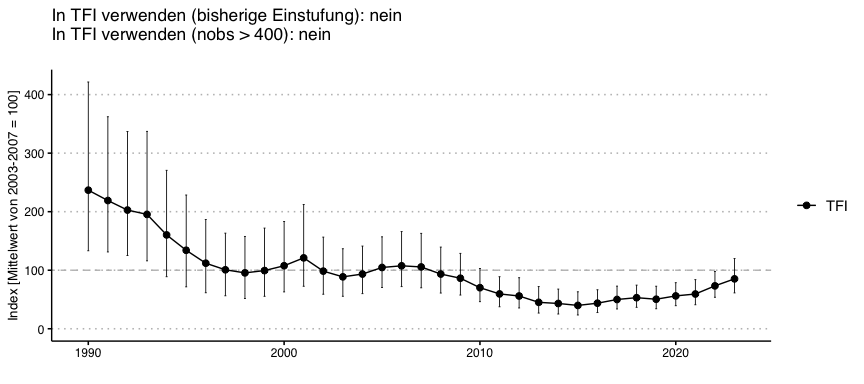 In TFI verwenden (bisherige Einstufung): nein
In TFI verwenden (nobs > 400): nein
Index [Mittelwert von 2003-2007 = 100]
400
300
200
100
0
1990
2000
2010
2020
TFI